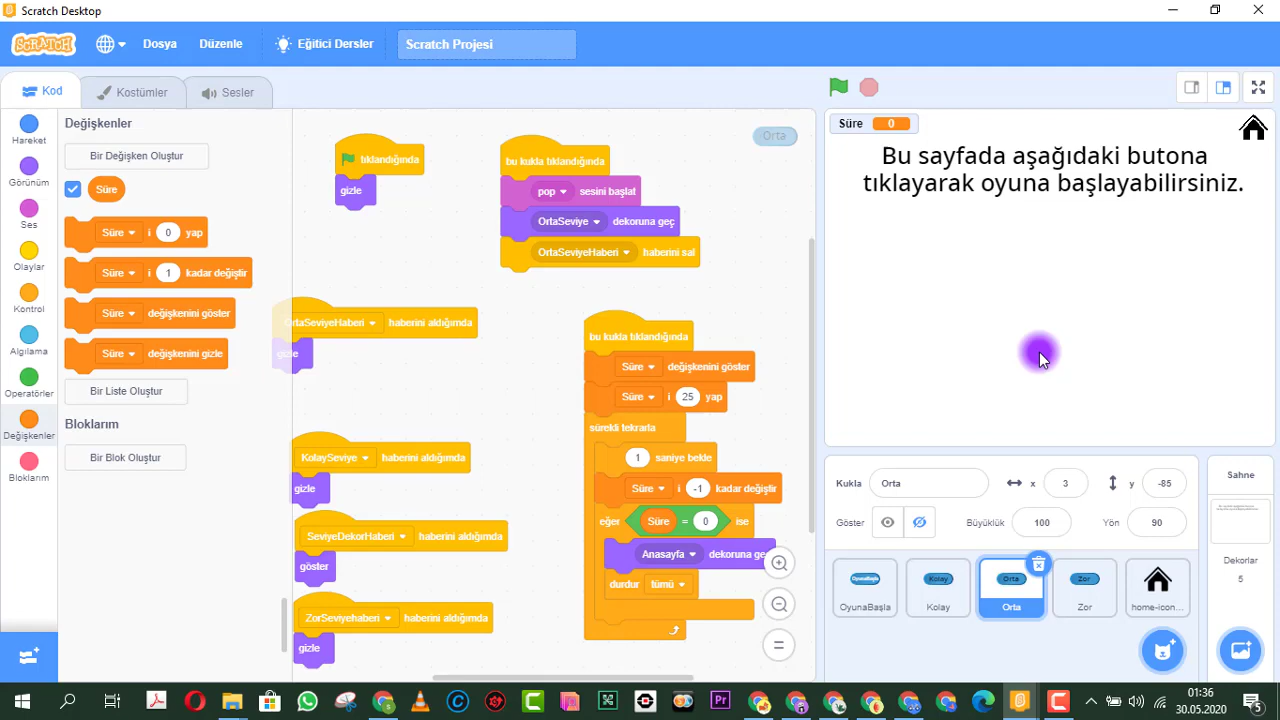 Scratch Desktop
SCRATCH
Dosya
Düzenle
Eğitici Dersler
Scratch Projesi
Kod
Kostümler
Sesler
Hareket
Görünüm
Ses
Olaylar
Kontrol
Algılama
Operatörler
Değişkenler
Bloklarım
Değişkenler
Bir Değişken Oluştur
Süre
Süre i 0 yap
Süre i 1 kadar değiştir
Süre değişkenini göster
Süre değişkenini gizle
Bir Liste Oluştur
Bloklarım
Bir Blok Oluştur
tıklandığında
gizle
bu kukla tıklandığında
pop sesini başlat
OrtaSeviye dekoruna geç
OrtaSeviyeHaberi haberini sal
Orta
OrtaSeviyeHaberi haberini aldığımda
gizle
KolaySeviye haberini aldığımda
gizle
SeviyeDekorHaberi haberini aldığımda
göster
ZorSeviyehaberi haberini aldığımda
gizle
bu kukla tıklandığında
Süre değişkenini göster
Süre i 25 yap
sürekli tekrarla
1 saniye bekle
Süre i -1 kadar değiştir
eğer Süre = 0 ise
Anasayfa dekoruna geç
durdur tümü
Süre 0
Bu sayfada aşağıdaki butona
tıklayarak oyuna başlayabilirsiniz.
Kukla Orta x 3 y -85
Göster Büyüklük 100 Yön 90
OyunaBaşla
OyunaBaşla
Kolay
Kolay
Orta
Orta
Zor
Zor
home-icon...
Sahne
Dekorlar
5
01:36
30.05.2020
5